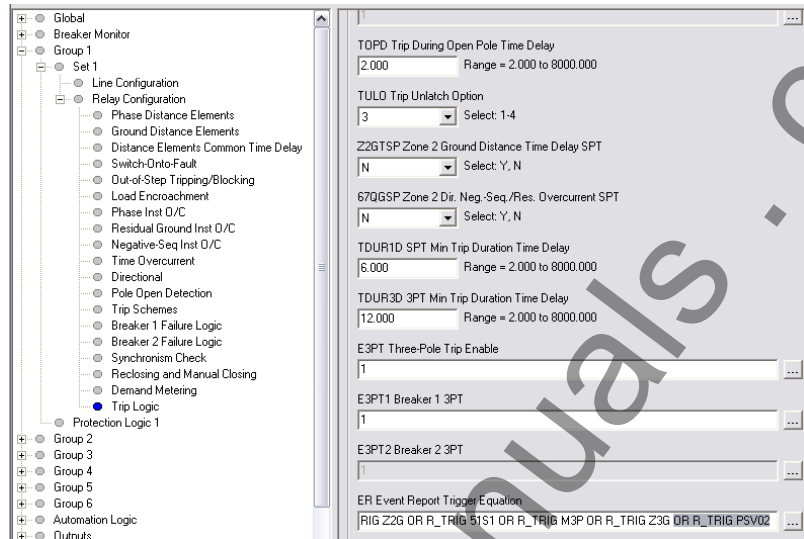 Global
Breaker Monitor
Group 1
Set 1
Line Configuration
Relay Configuration
Phase Distance Elements
Ground Distance Elements
Distance Elements Common Time Delay
Switch-Onto-Fault
Out-of-Step Tripping/Blocking
Load Encroachment
Phase Inst O/C
Residual Ground Inst O/C
Negative-Seq Inst O/C
Time Overcurrent
Directional
Pole Open Detection
Trip Schemes
Breaker 1 Failure Logic
Breaker 2 Failure Logic
Synchronism Check
Reclosing and Manual Closing
Demand Metering
Trip Logic
Protection Logic 1
Group 2
Group 3
Group 4
Group 5
Group 6
Automation Logic
Outputs
1
...
TOPD Trip During Open Pole Time Delay
2.000 Range = 2.000 to 8000.000
TULO Trip Unlatch Option
3 Select: 1-4
Z2GTSP Zone 2 Ground Distance Time Delay SPT
N Select: Y, N
67QGSP Zone 2 Dir. Neg.-Seq./Res. Overcurrent SPT
N Select: Y, N
TDUR1D SPT Min Trip Duration Time Delay
6.000 Range = 2.000 to 8000.000
TDUR3D 3PT Min Trip Duration Time Delay
12.000 Range = 2.000 to 8000.000
E3PT Three-Pole Trip Enable
1 ...
E3PT1 Breaker 1 3PT
1 ...
E3PT2 Breaker 2 3PT
1 ...
ER Event Report Trigger Equation
RIG Z2G OR R_TRIG 51S1 OR R_TRIG M3P OR R_TRIG Z3G OR R_TRIG PSV02 ...